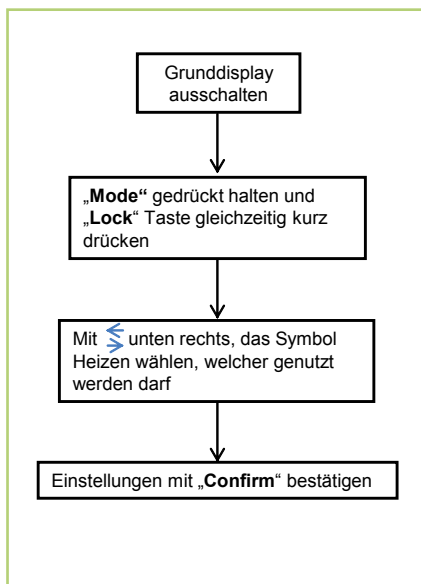 Grunddisplay
ausschalten
„Mode“ gedrückt halten und
„Lock“ Taste gleichzeitig kurz
drücken
Mit unten rechts, das Symbol
Heizen wählen, welcher genutzt
werden darf
Einstellungen mit „Confirm“ bestätigen